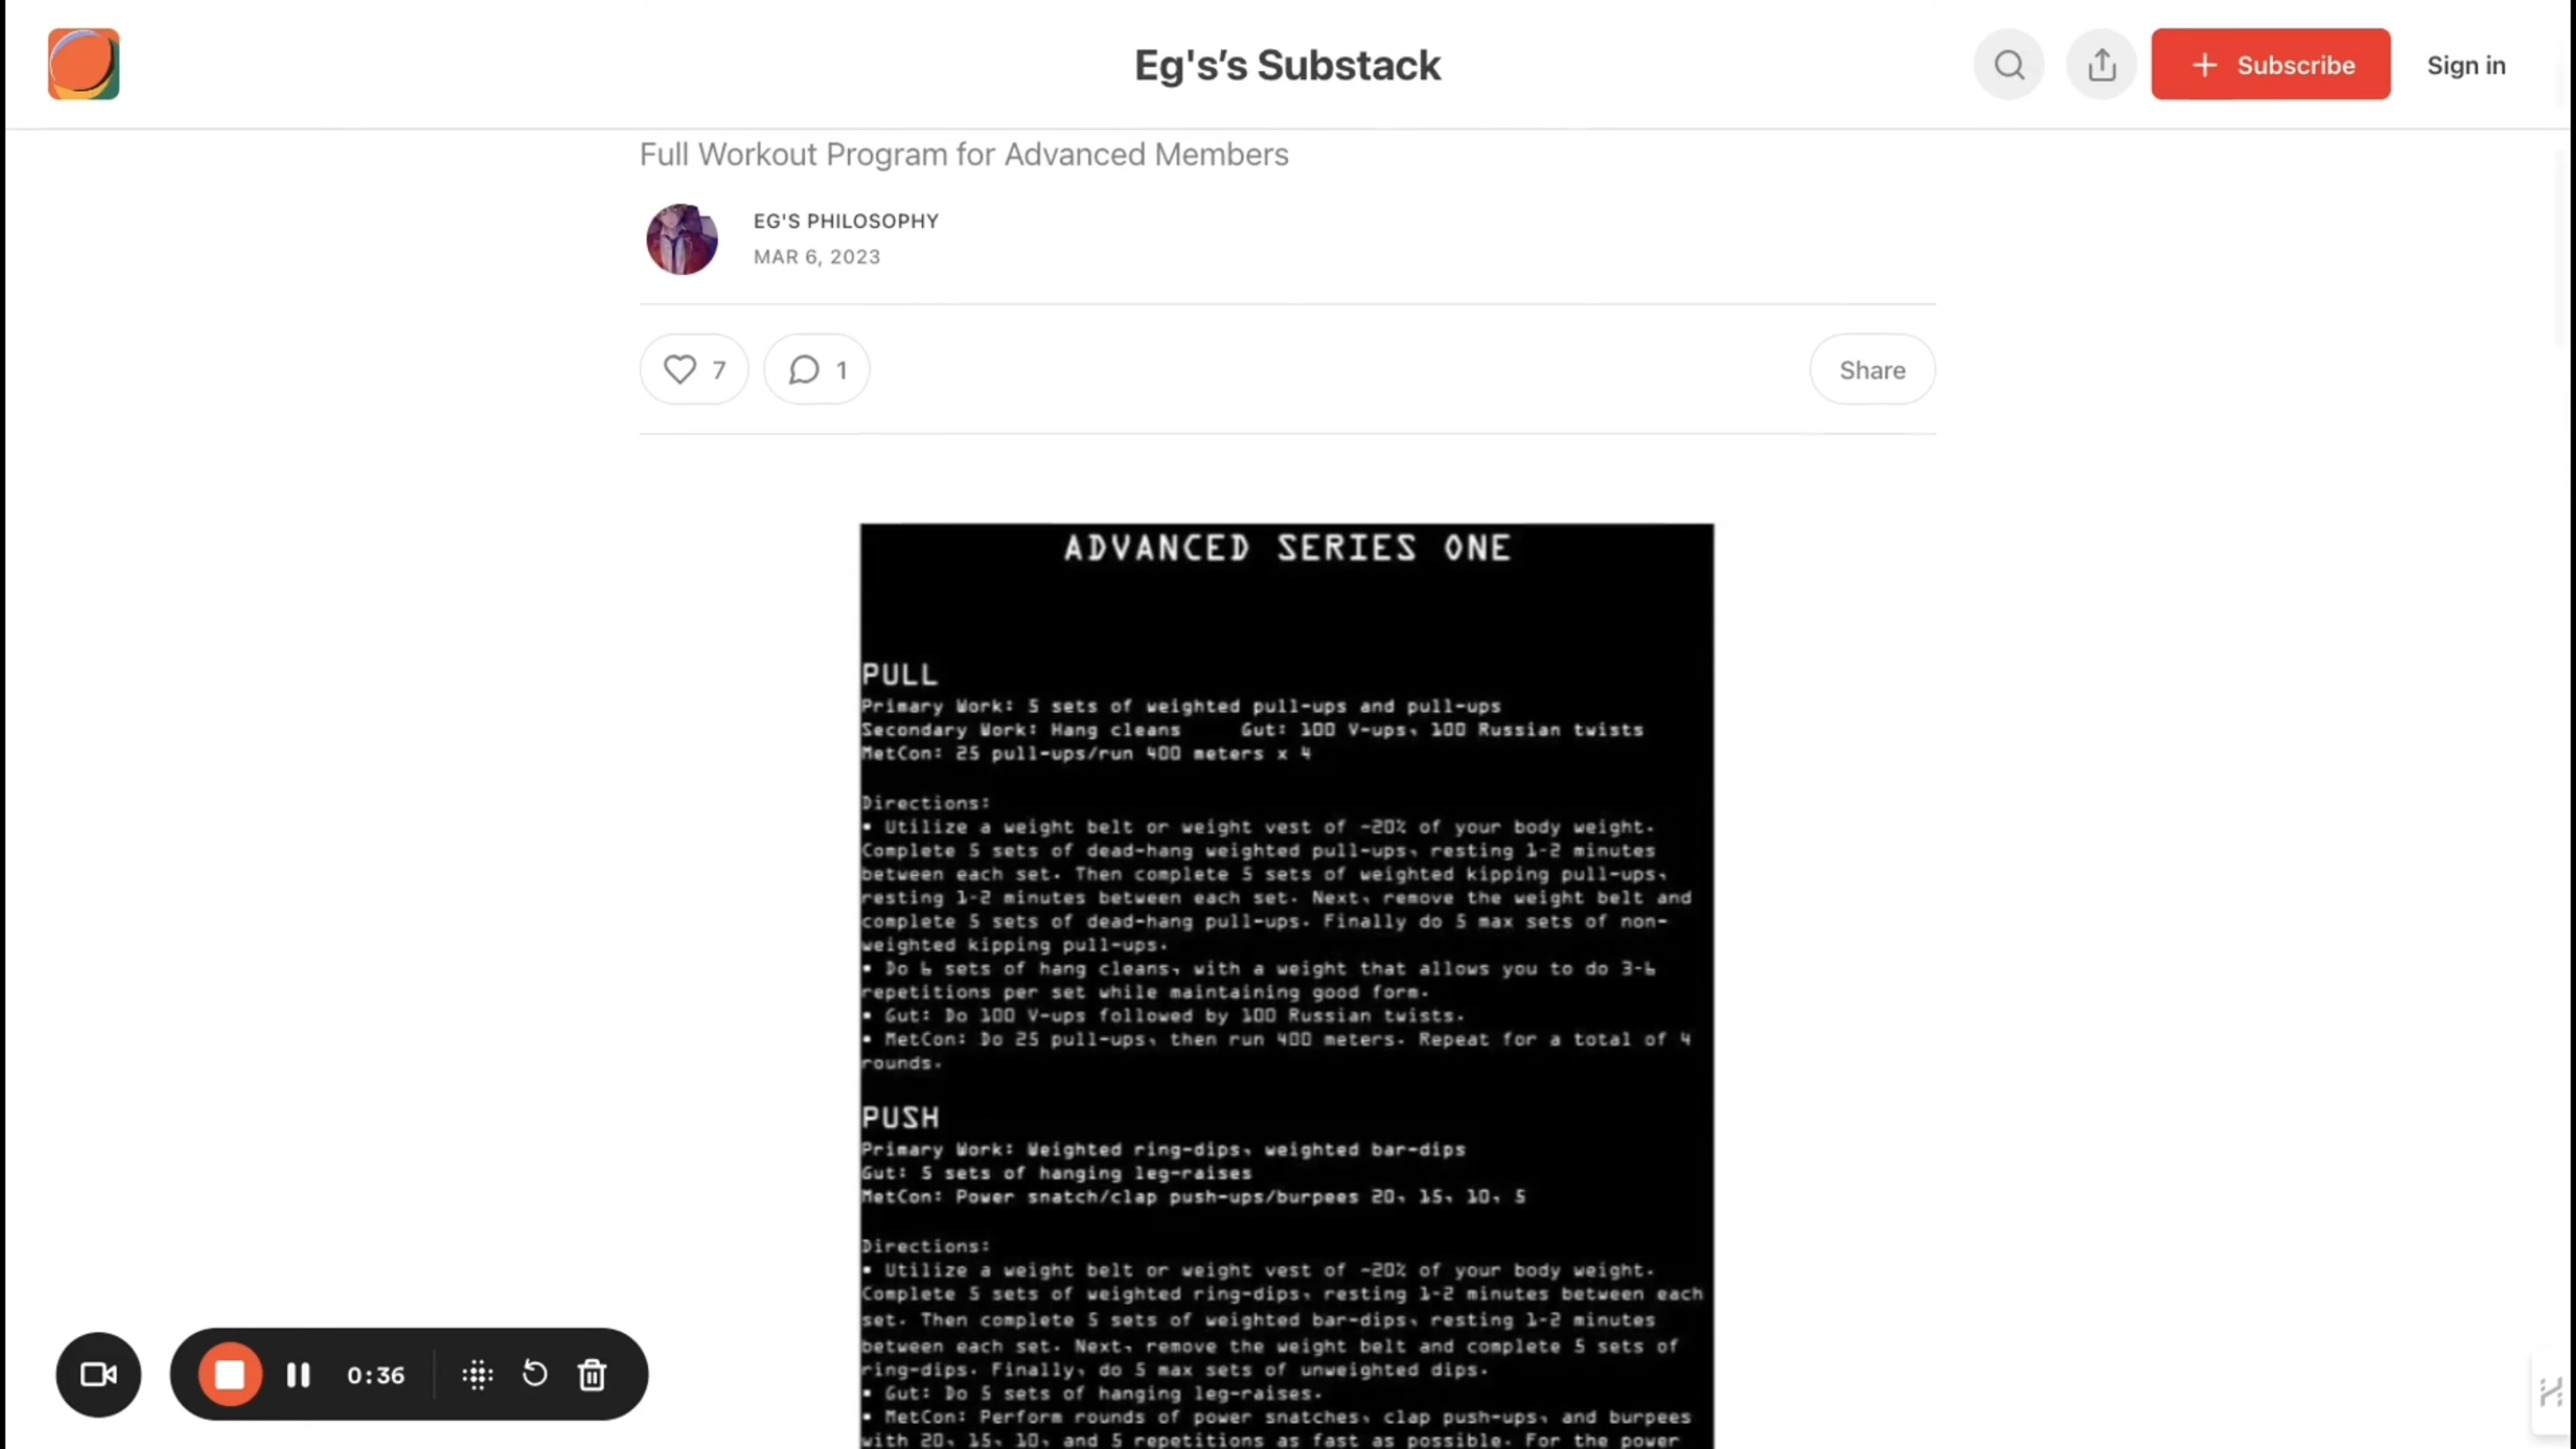 Eg's’s Substack
Subscribe
Sign in
Full Workout Program for Advanced Members
EG'S PHILOSOPHY
MAR 6, 2023
7
1
Share
ADVANCED SERIES ONE
PULL
Primary Work: 5 sets of weighted pull-ups and pull-ups
Secondary Work: Hang cleans Gut: 100 V-ups, 100 Russian twists
MetCon: 25 pull-ups/run 400 meters x 4
Directions:
• Utilize a weight belt or weight vest of ~20% of your body weight.
Complete 5 sets of dead-hang weighted pull-ups, resting 1-2 minutes
between each set. Then complete 5 sets of weighted kipping pull-ups,
resting 1-2 minutes between each set. Next, remove the weight belt and
complete 5 sets of dead-hang pull-ups. Finally do 5 max sets of non-
weighted kipping pull-ups.
• Do 6 sets of hang cleans, with a weight that allows you to do 3-6
repetitions per set while maintaining good form.
• Gut: Do 100 V-ups followed by 100 Russian twists.
• MetCon: Do 25 pull-ups, then run 400 meters. Repeat for a total of 4
rounds.
PUSH
Primary Work: Weighted ring-dips, weighted bar-dips
Gut: 5 sets of hanging leg-raises
MetCon: Power snatch/clap push-ups/burpees 20, 15, 10, 5
Directions:
• Utilize a weight belt or weight vest of ~20% of your body weight.
Complete 5 sets of weighted ring-dips, resting 1-2 minutes between each
set. Then complete 5 sets of weighted bar-dips, resting 1-2 minutes
between each set. Next, remove the weight belt and complete 5 sets of
ring-dips. Finally, do 5 max sets of unweighted dips.
• Gut: Do 5 sets of hanging leg-raises.
• MetCon: Perform rounds of power snatches, clap push-ups, and burpees
with 20, 15, 10, and 5 repetitions as fast as possible. For the power
0:36